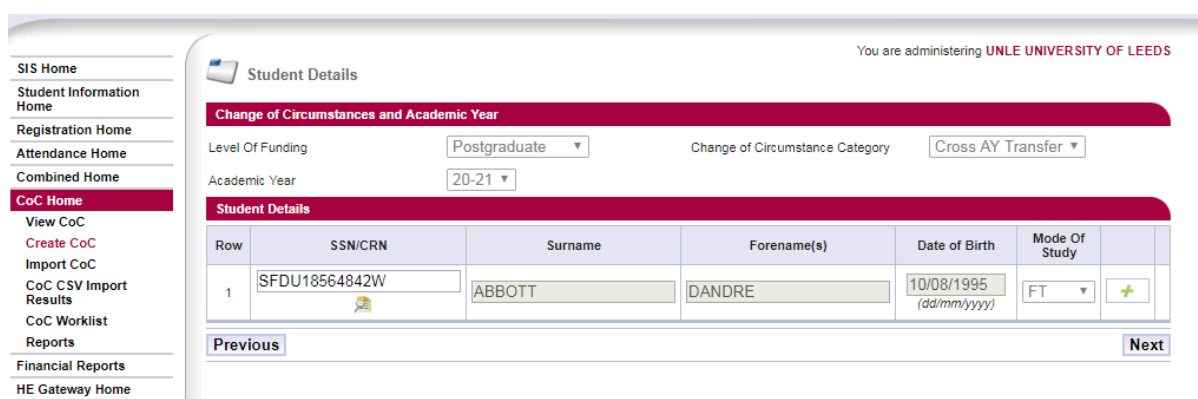 You are administering UNLE UNIVERSITY OF LEEDS
SIS Home
Student Information
Home
Registration Home
Attendance Home
Combined Home
CoC Home
View CoC
Create CoC
Import CoC
CoC CSV Import
Results
CoC Worklist
Reports
Financial Reports
HE Gateway Home
Student Details
Change of Circumstances and Academic Year
Level Of Funding Postgraduate Change of Circumstance Category Cross AY Transfer
Academic Year 20-21
Student Details
Row SSN/CRN Surname Forename(s) Date of Birth Mode Of
Study
1 SFDU18564842W ABBOTT DANDRE 10/08/1995 FT
(dd/mm/yyyy)
Previous Next